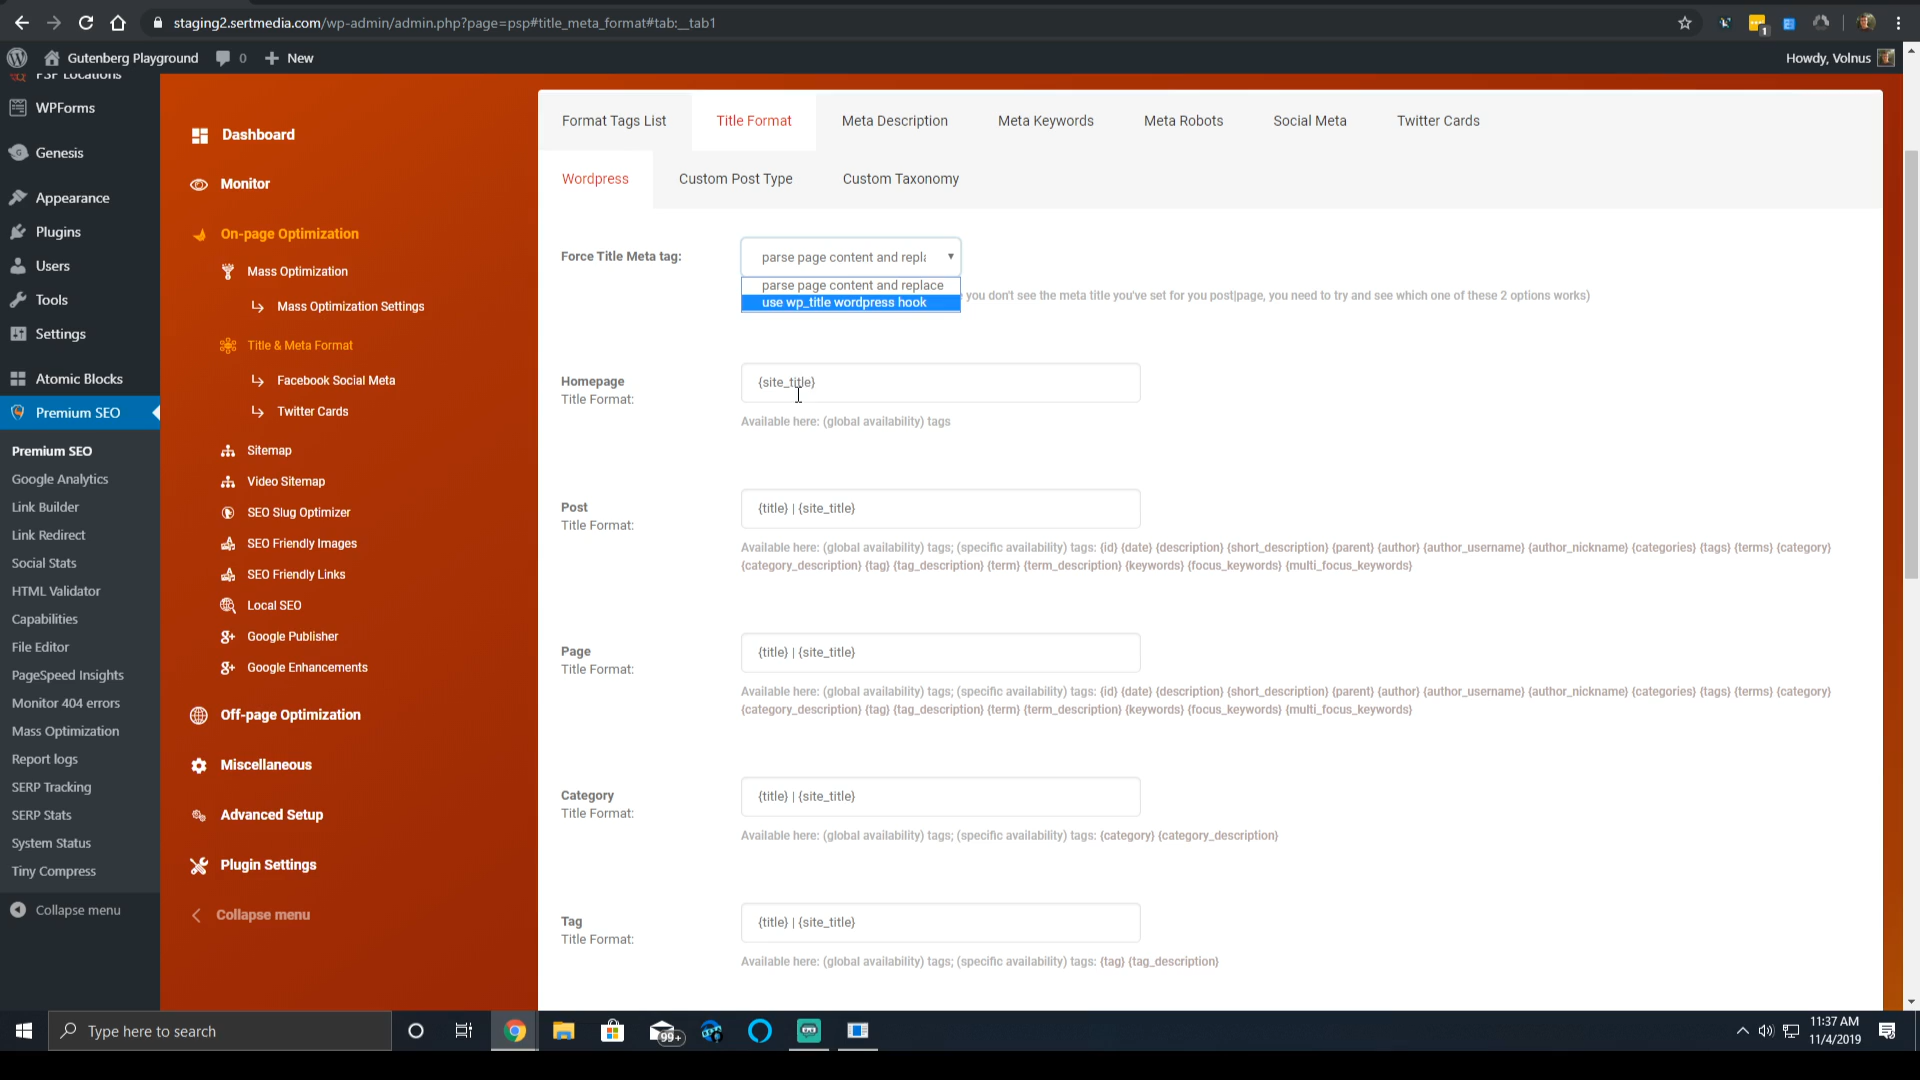 staging2.sertmedia.com/wp-admin/admin.php?page=psp#title_meta_format#tab:__tab1
1
Gutenberg Playground
0
New
Howdy, Volnus
PSP Locations
WPForms
Genesis
Appearance
Plugins
Users
Tools
Settings
Atomic Blocks
Premium SEO
Premium SEO
Google Analytics
Link Builder
Link Redirect
Social Stats
HTML Validator
Capabilities
File Editor
PageSpeed Insights
Monitor 404 errors
Mass Optimization
Report logs
SERP Tracking
SERP Stats
System Status
Tiny Compress
Collapse menu
Dashboard
Monitor
On-page Optimization
Mass Optimization
Mass Optimization Settings
Title & Meta Format
Facebook Social Meta
Twitter Cards
Sitemap
Video Sitemap
SEO Slug Optimizer
SEO Friendly Images
SEO Friendly Links
Local SEO
Google Publisher
Google Enhancements
Off-page Optimization
Miscellaneous
Advanced Setup
Plugin Settings
Collapse menu
Format Tags List
Title Format
Meta Description
Meta Keywords
Meta Robots
Social Meta
Twitter Cards
Wordpress
Custom Post Type
Custom Taxonomy
Force Title Meta tag:
parse page content and repla
parse page content and replace
use wp_title wordpress hook
you don't see the meta title you've set for you post|page, you need to try and see which one of these 2 options works)
Homepage
Title Format:
{site_title}
Available here: (global availability) tags
Post
Title Format:
{title} | {site_title}
Available here: (global availability) tags; (specific availability) tags: {id} {date} {description} {short_description} {parent} {author} {author_username} {author_nickname} {categories} {tags} {terms} {category}
{category_description} {tag} {tag_description} {term} {term_description} {keywords} {focus_keywords} {multi_focus_keywords}
Page
Title Format:
{title} | {site_title}
Available here: (global availability) tags; (specific availability) tags: {id} {date} {description} {short_description} {parent} {author} {author_username} {author_nickname} {categories} {tags} {terms} {category}
{category_description} {tag} {tag_description} {term} {term_description} {keywords} {focus_keywords} {multi_focus_keywords}
Category
Title Format:
{title} | {site_title}
Available here: (global availability) tags; (specific availability) tags: {category} {category_description}
Tag
Title Format:
{title} | {site_title}
Available here: (global availability) tags; (specific availability) tags: {tag} {tag_description}
Type here to search
99+
11:37 AM
11/4/2019